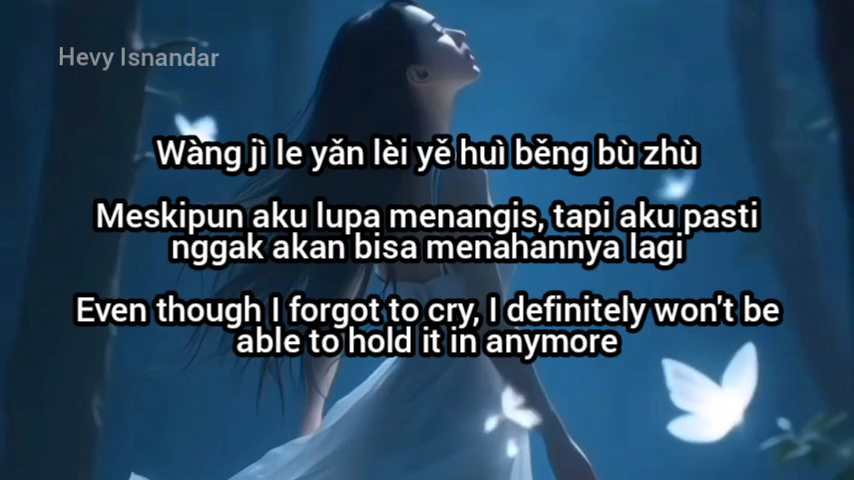 Hevy Isnandar
Wàng jì le yǎn lèi yě huì běng bù zhù
Meskipun aku lupa menangis, tapi aku pasti
nggak akan bisa menahannya lagi
Even though I forgot to cry, I definitely won't be
able to hold it in anymore